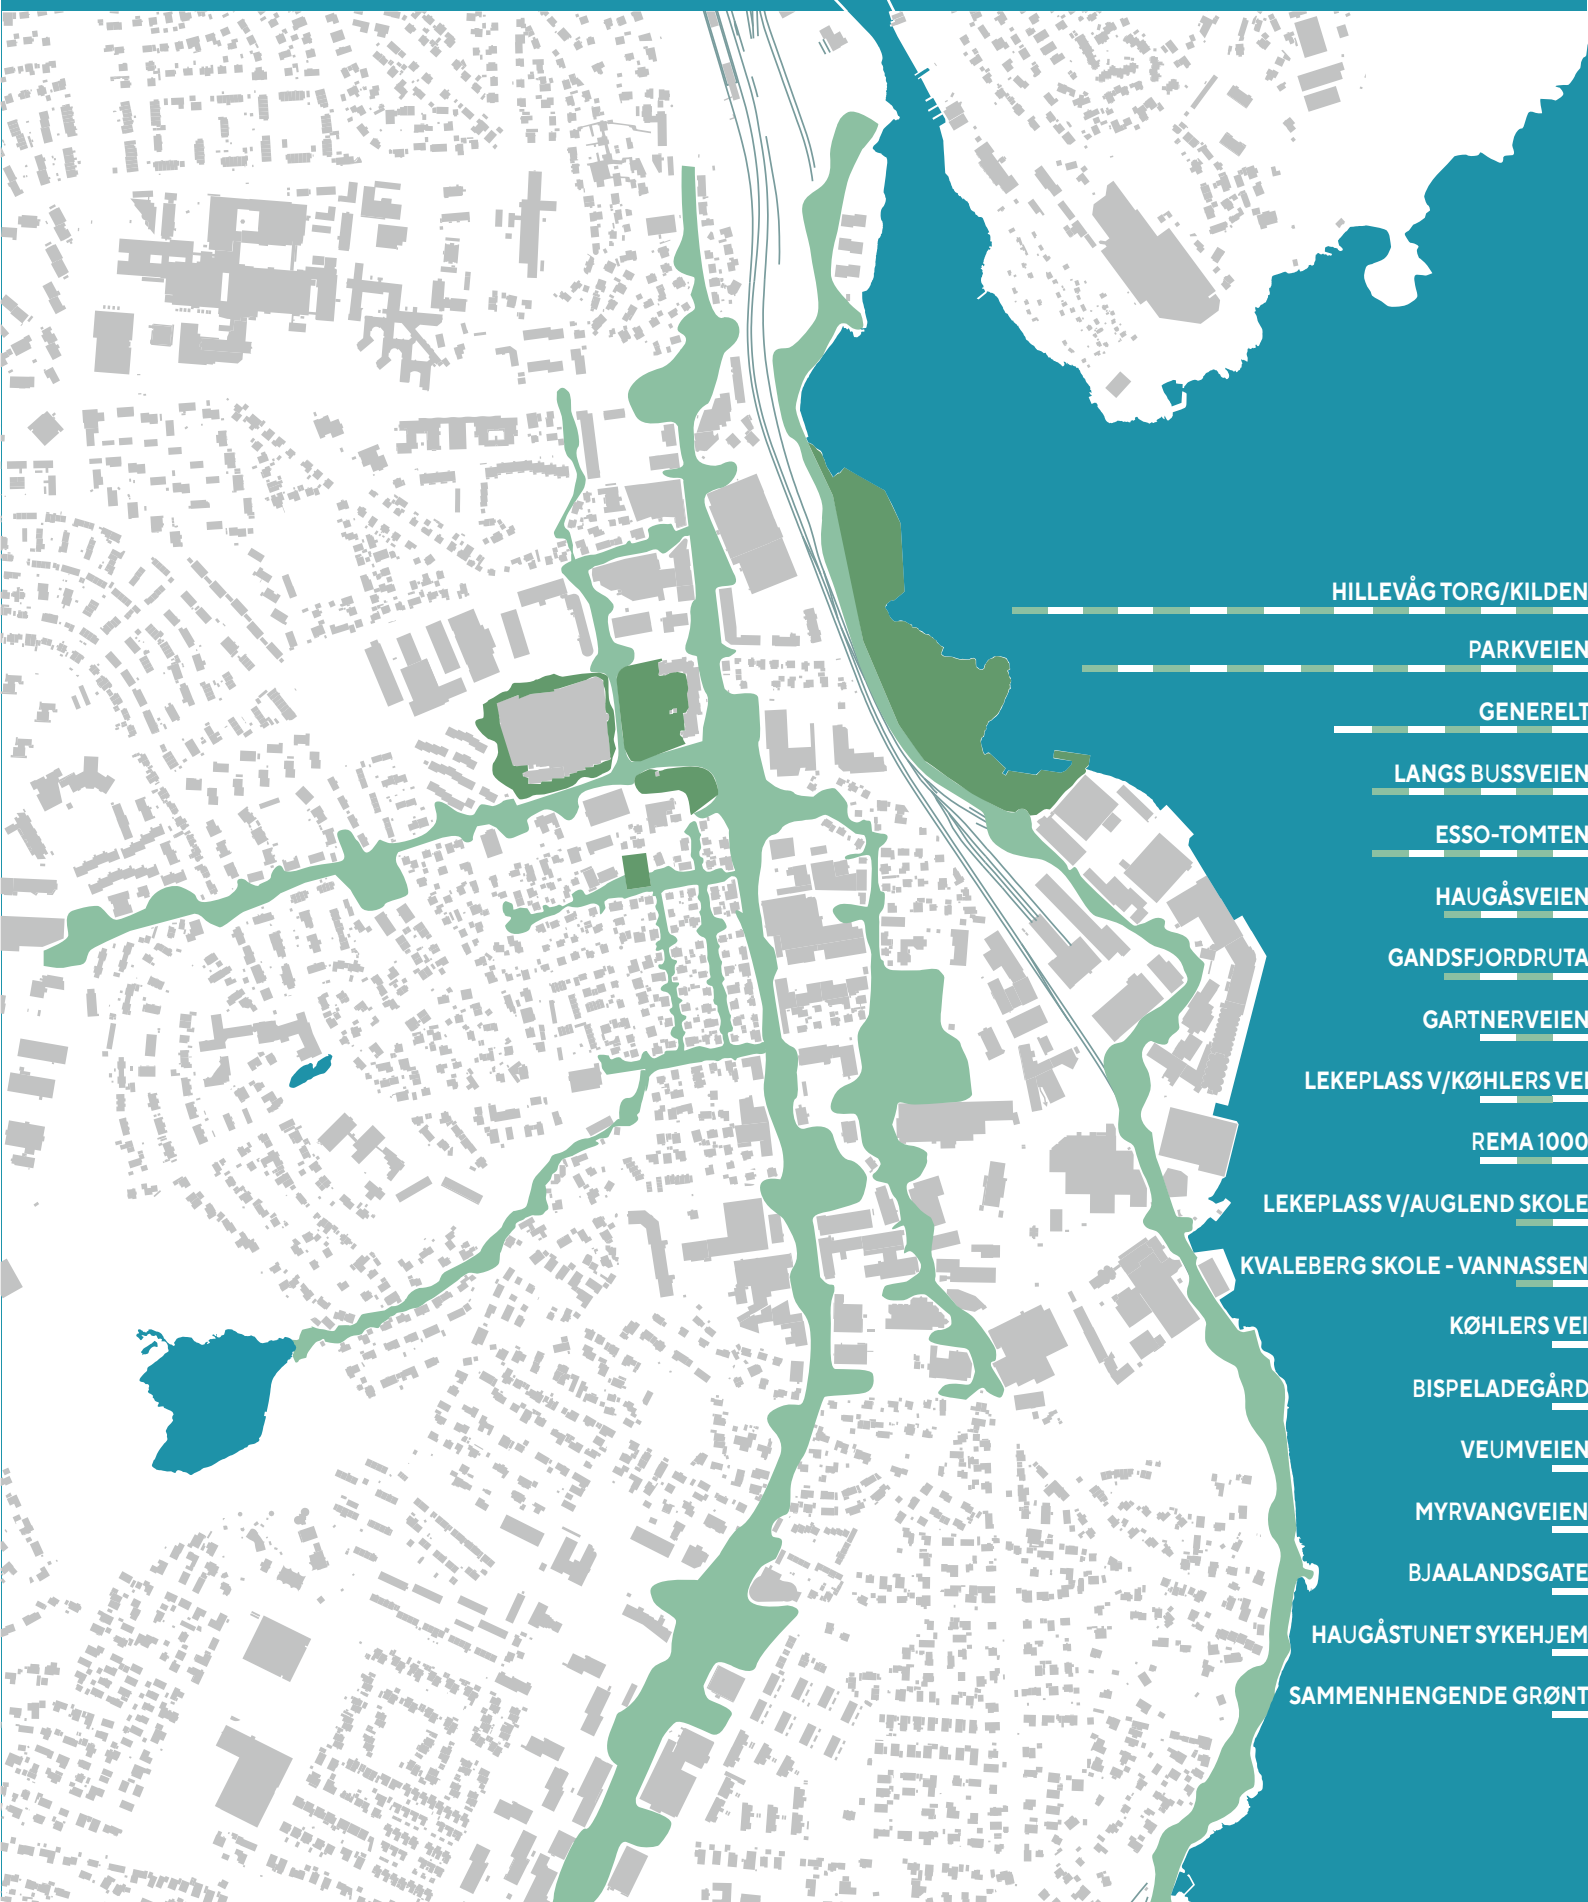 HILLEVÅG TORG/KILDEN
PARKVEIEN
GENERELT
LANGS BUSSVEIEN
ESSO-TOMTEN
HAUGÅSVEIEN
GANDSFJORDRUTA
GARTNERVEIEN
LEKEPLASS V/KØHLERS VEI
REMA 1000
LEKEPLASS V/AUGLEND SKOLE
KVALEBERG SKOLE - VANNASSEN
KØHLERS VEI
BISPELADEGÅRD
VEUMVEIEN
MYRVANGVEIEN
BJAALANDSGATE
HAUGÅSTUNET SYKEHJEM
SAMMENHENGENDE GRØNT